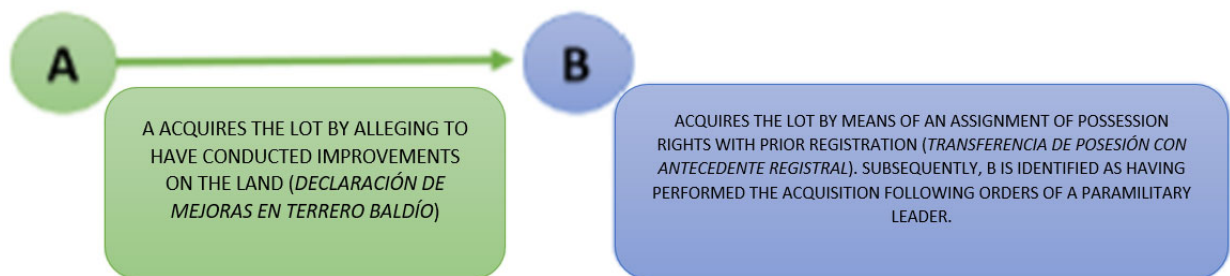 A
B
A ACQUIRES THE LOT BY ALLEGING TO
HAVE CONDUCTED IMPROVEMENTS
ON THE LAND (DECLARACIÓN DE
MEJORAS EN TERRERO BALDÍO)
ACQUIRES THE LOT BY MEANS OF AN ASSIGNMENT OF POSSESSION
RIGHTS WITH PRIOR REGISTRATION (TRANSFERENCIA DE POSESIÓN CON
ANTECEDENTE REGISTRAL). SUBSEQUENTLY, B IS IDENTIFIED AS HAVING
PERFORMED THE ACQUISITION FOLLOWING ORDERS OF A PARAMILITARY
LEADER.